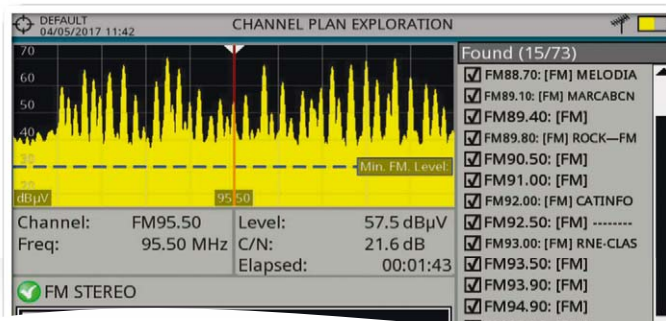 DEFAULT
04/05/2017 11:42
CHANNEL PLAN EXPLORATION
70
60
50
40
30
20
dBµV
95.50
Min. FM. Level:
Channel: FM95.50
Freq: 95.50 MHz
Level: 57.5 dBµV
C/N: 21.6 dB
Elapsed: 00:01:43
FM STEREO
Found (15/73)
FM88.70: [FM] MELODIA
FM89.10: [FM] MARCABCN
FM89.40: [FM]
FM89.80: [FM] ROCK—FM
FM90.50: [FM]
FM91.00: [FM]
FM92.00: [FM] CATINFO
FM92.50: [FM] --------
FM93.00: [FM] RNE-CLAS
FM93.50: [FM]
FM93.90: [FM]
FM94.90: [FM]